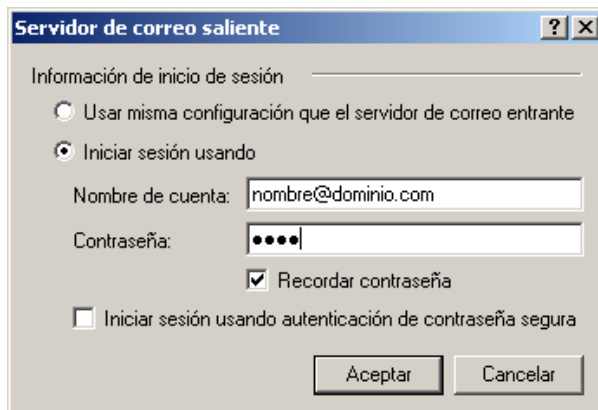 Servidor de correo saliente
Información de inicio de sesión
Usar misma configuración que el servidor de correo entrante
Iniciar sesión usando
Nombre de cuenta: nombre@dominio.com
Contraseña: ●●●●
Recordar contraseña
Iniciar sesión usando autenticación de contraseña segura
Aceptar Cancelar